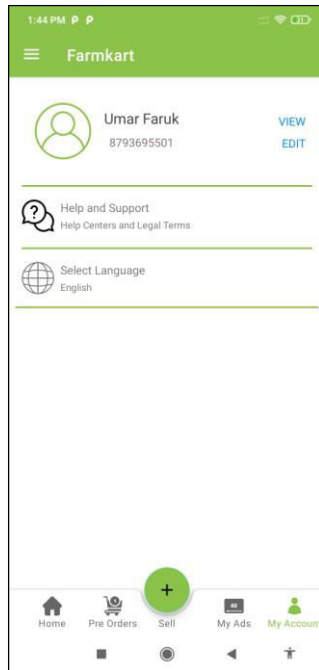 1:44 PM
Farmkart
Umar Faruk
VIEW
8793695501
EDIT
Help and Support
Help Centers and Legal Terms
Select Language
English
+
Home
Pre Orders
Sell
My Ads
My Account